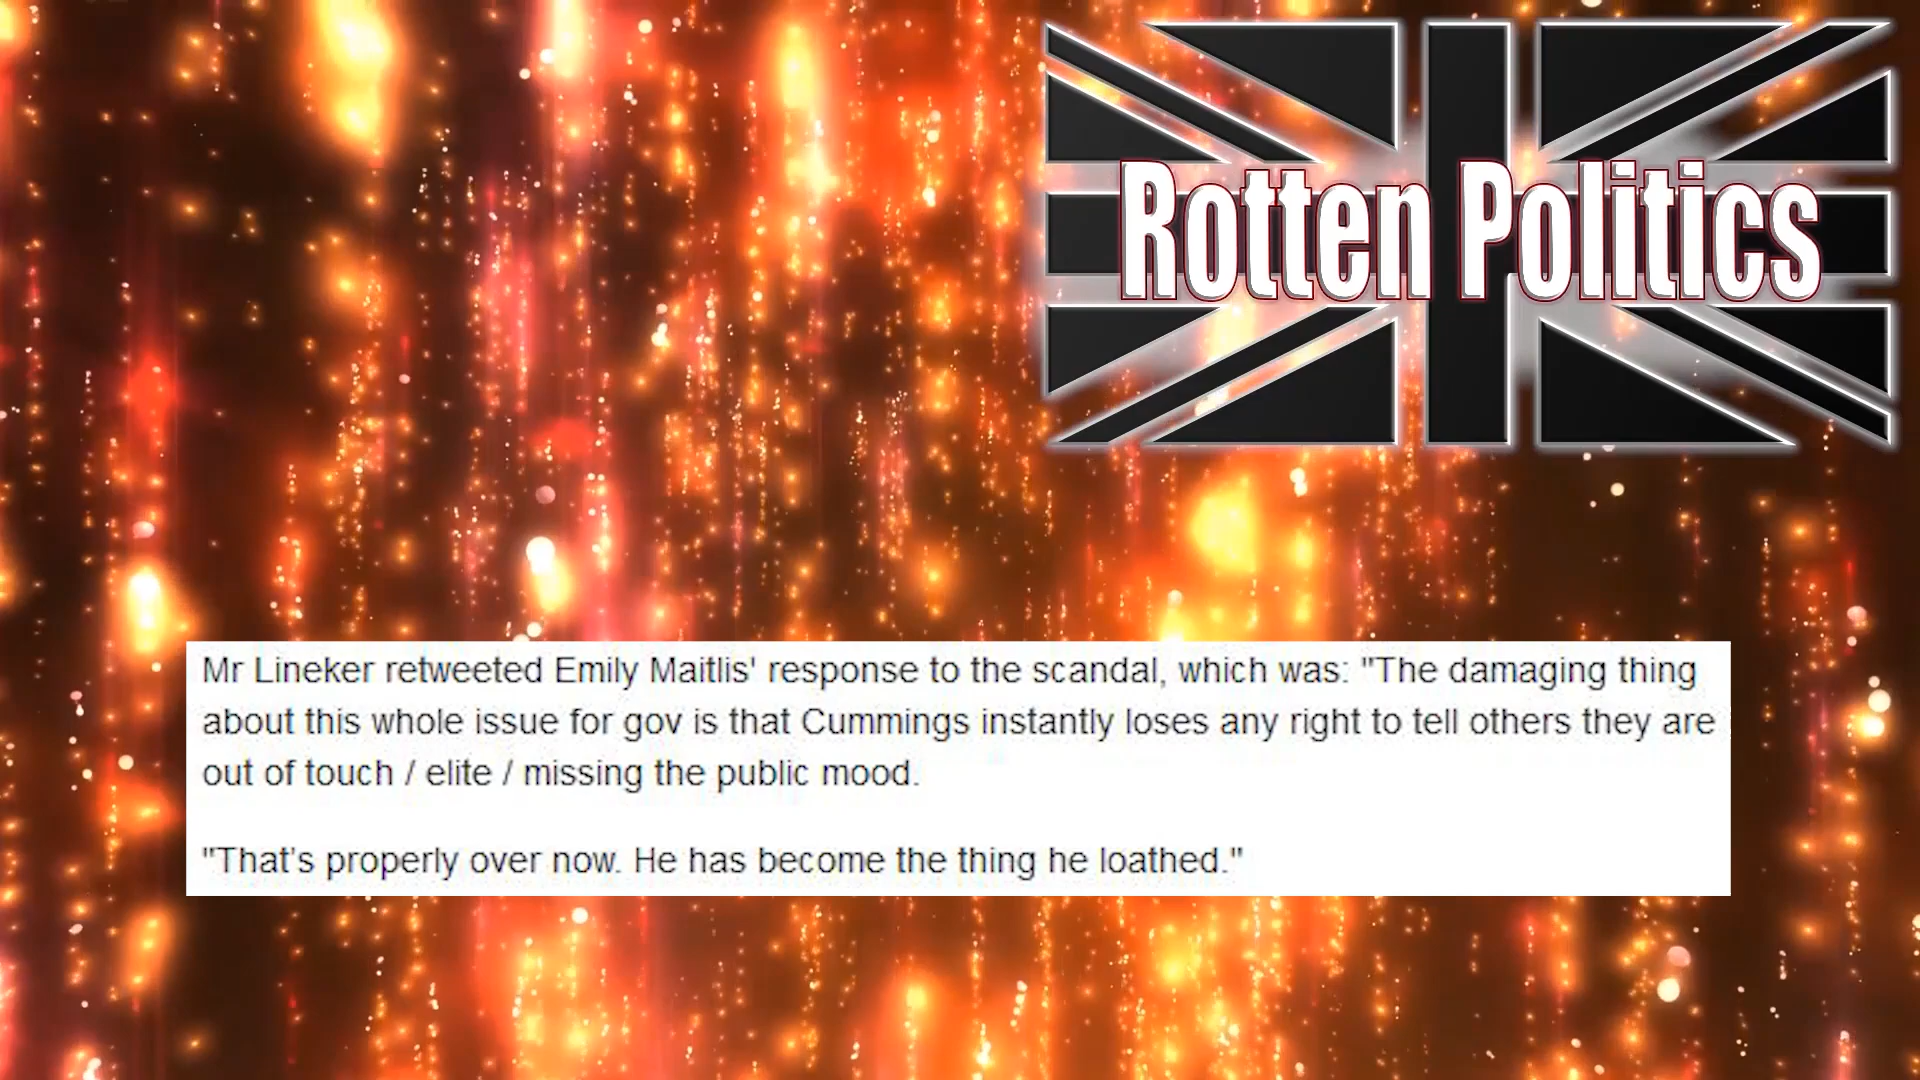 Rotten Politics
Mr Lineker retweeted Emily Maitlis' response to the scandal, which was: "The damaging thing
about this whole issue for gov is that Cummings instantly loses any right to tell others they are
out of touch / elite / missing the public mood.
"That's properly over now. He has become the thing he loathed."